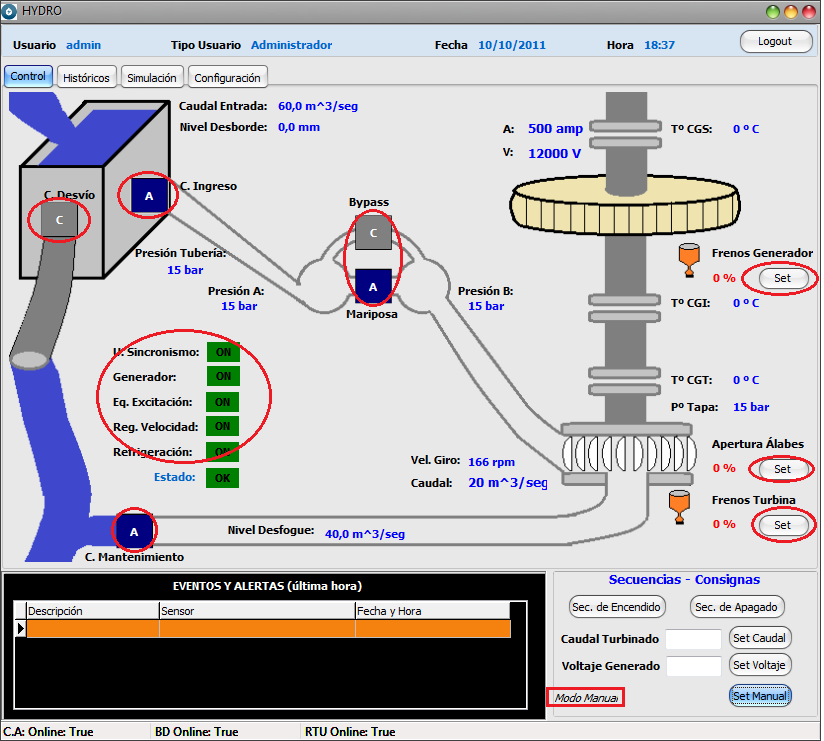 HYDRO
Usuario admin Tipo Usuario Administrador Fecha 10/10/2011 Hora 18:37 Logout
Control Históricos Simulación Configuración
Caudal Entrada: 60,0 m^3/seg
Nivel Desborde: 0,0 mm
A: 500 amp
V: 12000 V
Tº CGS: 0 º C
C. Desvío
C
A
C. Ingreso
Bypass
C
A
Mariposa
Presión Tubería:
15 bar
Presión A:
15 bar
Presión B:
15 bar
Frenos Generador
0 % Set
Tº CGI: 0 º C
U. Sincronismo: ON
Generador: ON
Eq. Excitación: ON
Reg. Velocidad: ON
Refrigeración: ON
Estado: OK
Tº CGT: 0 º C
Pº Tapa: 15 bar
Apertura Álabes
0 % Set
Vel. Giro: 166 rpm
Caudal: 20 m^3/seg
Frenos Turbina
0 % Set
A
C. Mantenimiento
Nivel Desfogue: 40,0 m^3/seg
EVENTOS Y ALERTAS (última hora)
Descripción Sensor Fecha y Hora
Secuencias - Consignas
Sec. de Encendido Sec. de Apagado
Caudal Turbinado Set Caudal
Voltaje Generado Set Voltaje
Modo Manual Set Manual
C.A: Online: True BD Online: True RTU Online: True